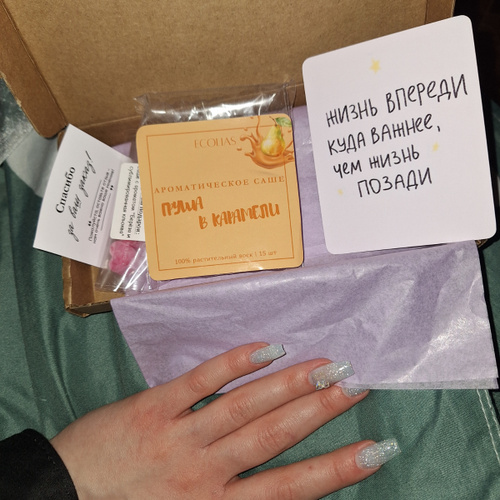 ЖИЗНЬ ВПЕРЕДИ
КУДА ВАЖНЕЕ,
ЧЕМ ЖИЗНЬ
ПОЗАДИ
ECOLIAS
АРОМАТИЧЕСКОЕ САШЕ
ГРУША
В КАРАМЕЛИ
100% растительный воск | 15 шт
Спасибо
за ваш заказ!